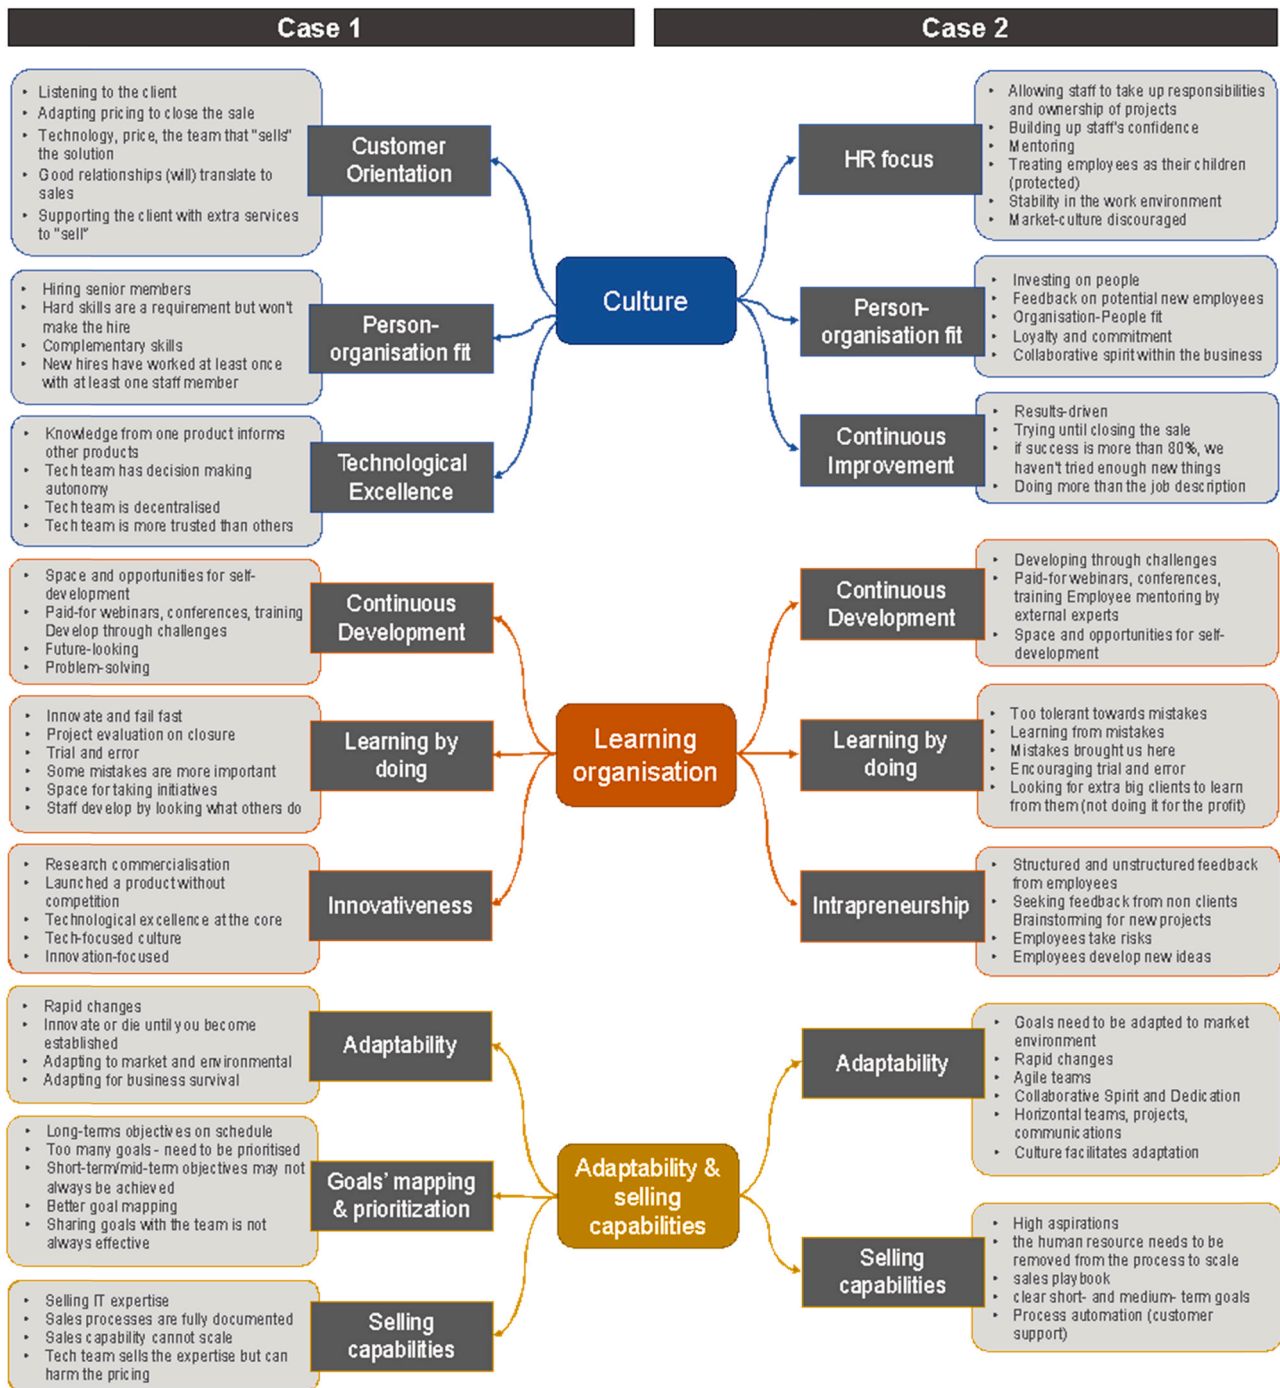 Case 1
Case 2
• Listening to the client
• Adapting pricing to close the sale
• Technology, price, the team that "sells"
the solution
• Good relationships (will) translate to
sales
• Supporting the client with extra services
to "sell"
Customer
Orientation
• Hiring senior members
• Hard skills are a requirement but won't
make the hire
• Complementary skills
• New hires have worked at least once
with at least one staff member
Person-
organisation fit
• Knowledge from one product informs
other products
• Tech team has decision making
autonomy
• Tech team is decentralised
• Tech team is more trusted than others
Technological
Excellence
Culture
HR focus
• Allowing staff to take up responsibilities
and ownership of projects
• Building up staff's confidence
• Mentoring
• Treating employees as their children
(protected)
• Stability in the work environment
• Market-culture discouraged
Person-
organisation fit
• Investing on people
• Feedback on potential new employees
• Organisation-People fit
• Loyalty and commitment
• Collaborative spirit within the business
Continuous
Improvement
• Results-driven
• Trying until closing the sale
• if success is more than 80%, we
haven't tried enough new things
• Doing more than the job description
• Space and opportunities for self-
development
• Paid-for webinars, conferences, training
Develop through challenges
• Future-looking
• Problem-solving
Continuous
Development
• Innovate and fail fast
• Project evaluation on closure
• Trial and error
• Some mistakes are more important
• Space for taking initiatives
• Staff develop by looking what others do
Learning by
doing
• Research commercialisation
• Launched a product without
competition
• Technological excellence at the core
• Tech-focused culture
• Innovation-focused
Innovativeness
Learning
organisation
Continuous
Development
• Developing through challenges
• Paid-for webinars, conferences,
training Employee mentoring by
external experts
• Space and opportunities for self-
development
Learning by
doing
• Too tolerant towards mistakes
• Learning from mistakes
• Mistakes brought us here
• Encouraging trial and error
• Looking for extra big clients to learn
from them (not doing it for the profit)
Intrapreneurship
• Structured and unstructured feedback
from employees
• Seeking feedback from non clients
Brainstorming for new projects
• Employees take risks
• Employees develop new ideas
• Rapid changes
• Innovate or die until you become
established
• Adapting to market and environmental
• Adapting for business survival
Adaptability
• Long-terms objectives on schedule
• Too many goals - need to be prioritised
• Short-term/mid-term objectives may not
always be achieved
• Better goal mapping
• Sharing goals with the team is not
always effective
Goals' mapping
& prioritization
• Selling IT expertise
• Sales processes are fully documented
• Sales capability cannot scale
• Tech team sells the expertise but can
harm the pricing
Selling
capabilities
Adaptability &
selling
capabilities
Adaptability
• Goals need to be adapted to market
environment
• Rapid changes
• Agile teams
• Collaborative Spirit and Dedication
• Horizontal teams, projects,
communications
• Culture facilitates adaptation
Selling
capabilities
• High aspirations
• the human resource needs to be
removed from the process to scale
• sales playbook
• clear short- and medium- term goals
• Process automation (customer
support)